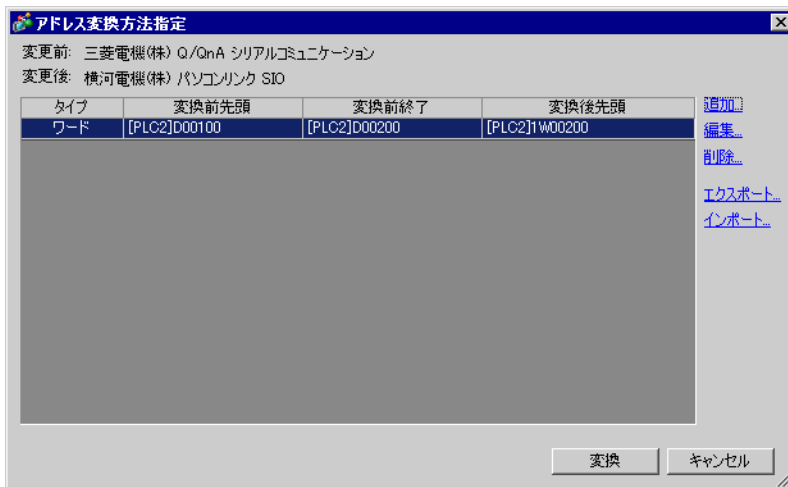 アドレス変換方法指定
変更前: 三菱電機(株) Q/QnA シリアルコミュニケーション
変更後: 横河電機(株) パソコンリンク SIO
タイプ 変換前先頭 変換前終了 変換後先頭
ワード [PLC2]D00100 [PLC2]D00200 [PLC2]1W00200
追加...
編集...
削除...
エクスポート...
インポート...
変換 キャンセル